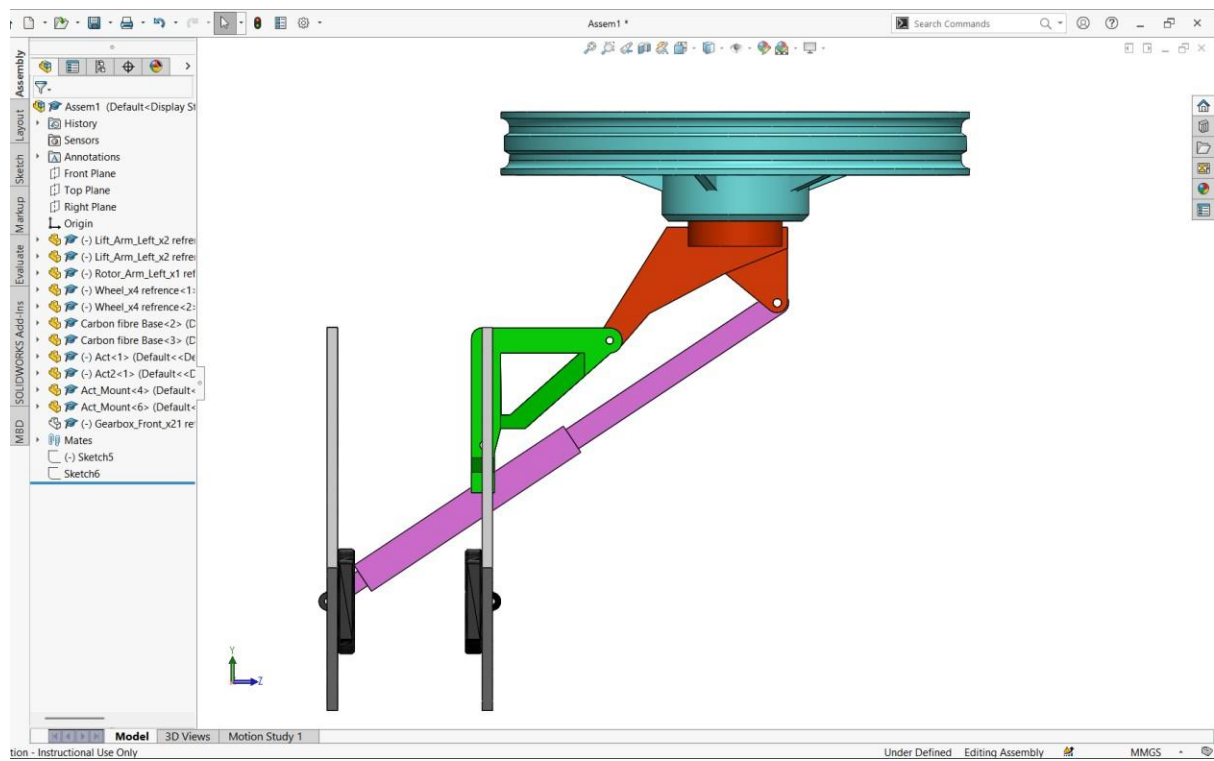 Assem1 *
Search Commands
Assembly
Layout
Sketch
Markup
Evaluate
SOLIDWORKS Add-Ins
MBD
Assem1 (Default<Display St
History
Sensors
Annotations
Front Plane
Top Plane
Right Plane
Origin
(-) Lift_Arm_Left_x2 refre
(-) Lift_Arm_Left_x2 refre
(-) Rotor_Arm_Left_x1 ref
(-) Wheel_x4 refrence<1>
(-) Wheel_x4 refrence<2>
Carbon fibre Base<2> (D
Carbon fibre Base<3> (D
(-) Act<1> (Default<<De
(-) Act2<1> (Default<<D
Act_Mount<4> (Default<
Act_Mount<6> (Default<
(-) Gearbox_Front_x21 re
Mates
(-) Sketch5
Sketch6
Y
Z
Model 3D Views Motion Study 1
tion - Instructional Use Only Under Defined Editing Assembly MMGS